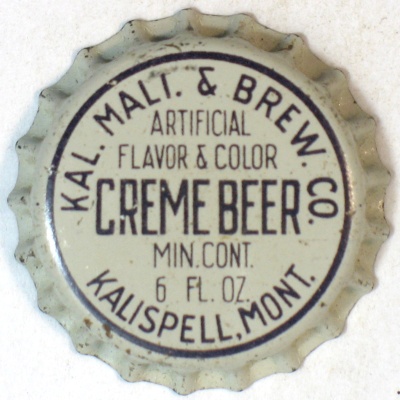 KAL. MALT. & BREW. CO.
ARTIFICIAL
FLAVOR & COLOR
CREME BEER
MIN. CONT.
6 FL. OZ.
KALISPELL, MONT.